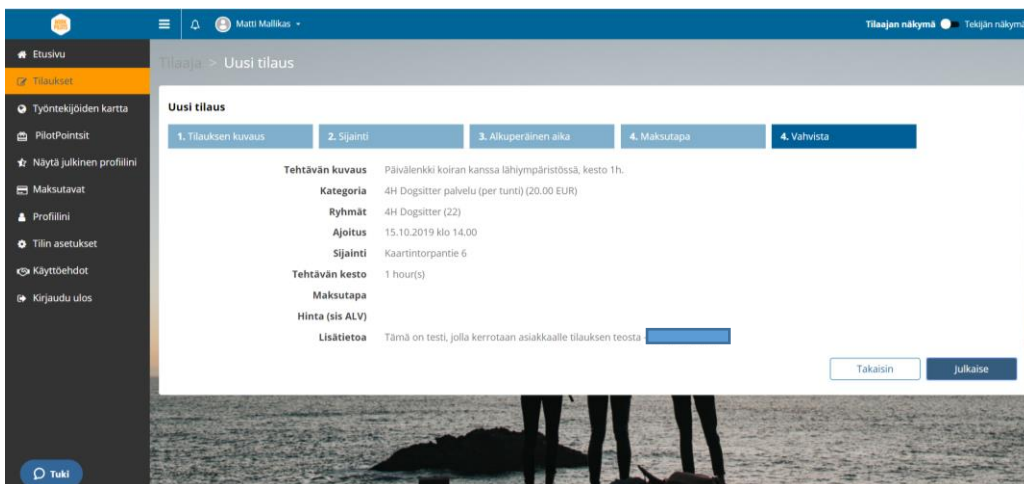 Matti Mallikas
Tilaajan näkymä
Tekijän näkymä
Etusivu
Tilaukset
Työntekijöiden kartta
PilotPointsit
Näytä julkinen profiilini
Maksutavat
Profiilini
Tilin asetukset
Käyttöehdot
Kirjaudu ulos
Tuki
Tilaaja > Uusi tilaus
Uusi tilaus
1. Tilauksen kuvaus
2. Sijainti
3. Alkuperäinen aika
4. Maksutapa
4. Vahvista
Tehtävän kuvaus Päivälenkki koiran kanssa lähiympäristössä, kesto 1h.
Kategoria 4H Dogsitter palvelu (per tunti) (20.00 EUR)
Ryhmät 4H Dogsitter (22)
Ajoitus 15.10.2019 klo 14.00
Sijainti Kaartintorpantie 6
Tehtävän kesto 1 hour(s)
Maksutapa
Hinta (sis ALV)
Lisätietoa Tämä on testi, jolla kerrotaan asiakkaalle tilauksen teosta
Takaisin
Julkaise